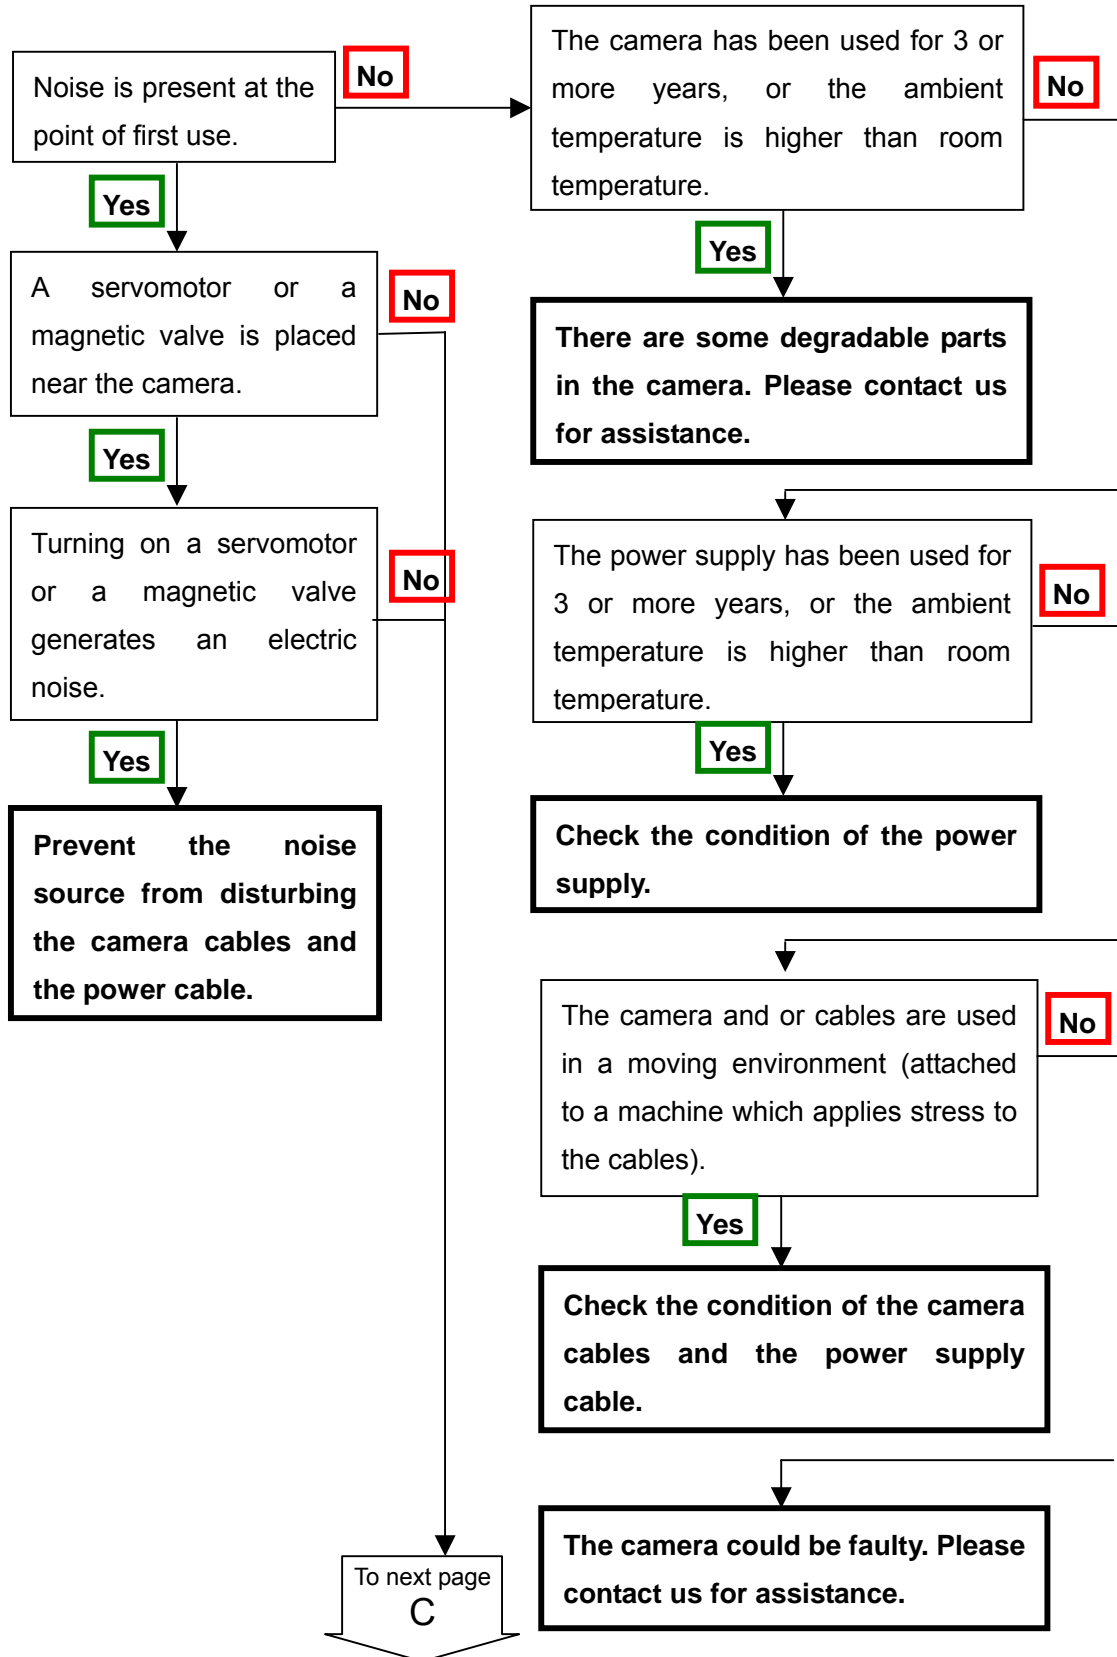 Noise is present at the
point of first use.
No
Yes
A servomotor or a
magnetic valve is placed
near the camera.
No
Yes
Turning on a servomotor
or a magnetic valve
generates an electric
noise.
No
Yes
Prevent the noise
source from disturbing
the camera cables and
the power cable.
To next page
C
The camera has been used for 3 or
more years, or the ambient
temperature is higher than room
temperature.
No
Yes
There are some degradable parts
in the camera. Please contact us
for assistance.
The power supply has been used for
3 or more years, or the ambient
temperature is higher than room
temperature.
No
Yes
Check the condition of the power
supply.
The camera and or cables are used
in a moving environment (attached
to a machine which applies stress to
the cables).
No
Yes
Check the condition of the camera
cables and the power supply
cable.
The camera could be faulty. Please
contact us for assistance.